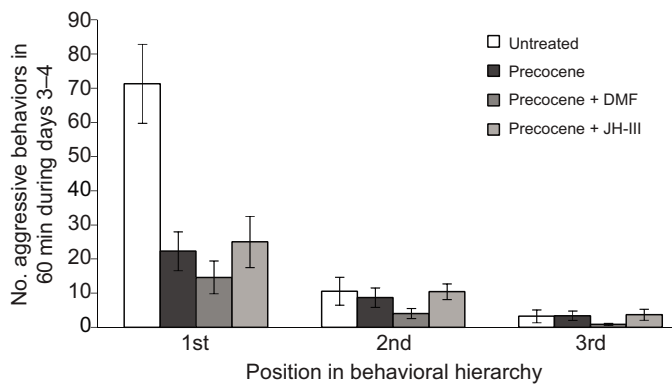 No. aggressive behaviors in
60 min during days 3–4
90
80
70
60
50
40
30
20
10
0
Untreated
Precocene
Precocene + DMF
Precocene + JH-III
1st
2nd
3rd
Position in behavioral hierarchy